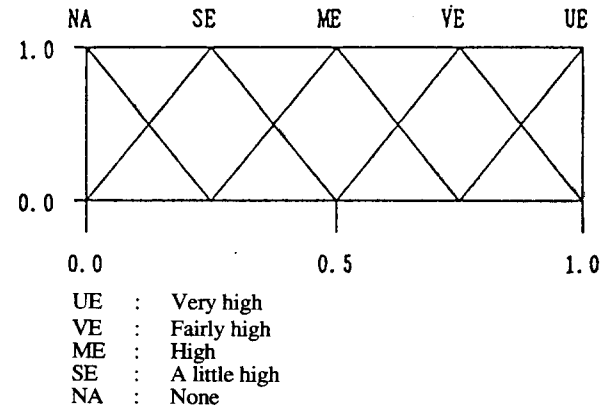 NA SE ME VE UE
1.0
0.0
0.0 0.5 1.0
UE : Very high
VE : Fairly high
ME : High
SE : A little high
NA : None